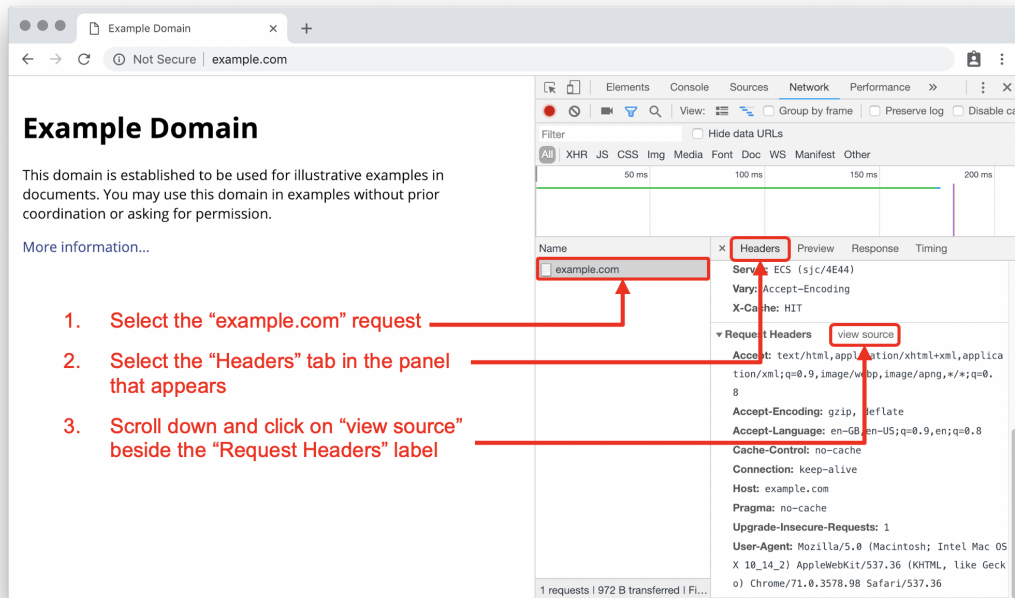 Example Domain
Not Secure | example.com
Example Domain
This domain is established to be used for illustrative examples in
documents. You may use this domain in examples without prior
coordination or asking for permission.
More information...
1. Select the “example.com” request
2. Select the “Headers” tab in the panel
that appears
3. Scroll down and click on “view source”
beside the “Request Headers” label
Elements Console Sources Network Performance
View: Group by frame Preserve log Disable ca
Filter Hide data URLs
All XHR JS CSS Img Media Font Doc WS Manifest Other
50 ms 100 ms 150 ms 200 ms
Name
example.com
1 requests | 972 B transferred | Fi...
Headers Preview Response Timing
Server: ECS (sjc/4E44)
Vary: Accept-Encoding
X-Cache: HIT
Request Headers view source
Accept: text/html,application/xhtml+xml,applica
tion/xml;q=0.9,image/webp,image/apng,*/*;q=0.
8
Accept-Encoding: gzip, deflate
Accept-Language: en-GB,en-US;q=0.9,en;q=0.8
Cache-Control: no-cache
Connection: keep-alive
Host: example.com
Pragma: no-cache
Upgrade-Insecure-Requests: 1
User-Agent: Mozilla/5.0 (Macintosh; Intel Mac OS
X 10_14_2) AppleWebKit/537.36 (KHTML, like Geck
o) Chrome/71.0.3578.98 Safari/537.36